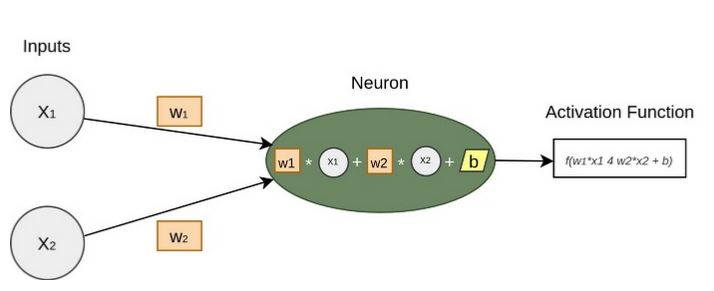 Inputs
X1
w1
Neuron
w1 * x1 + w2 * x2 + b
Activation Function
f(w1*x1 4 w2*x2 + b)
X2
w2